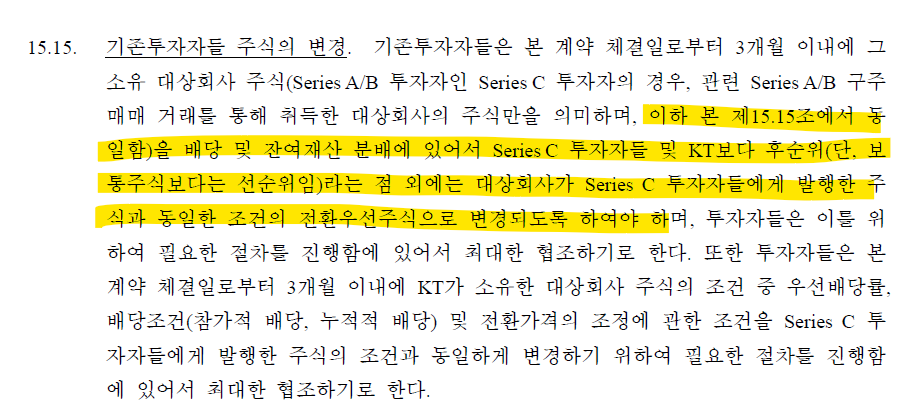 15.15. 기존투자자들 주식의 변경. 기존투자자들은 본 계약 체결일로부터 3개월 이내에 그
소유 대상회사 주식(Series A/B 투자자인 Series C 투자자의 경우, 관련 Series A/B 구주
매매 거래를 통해 취득한 대상회사의 주식만을 의미하며, 이하 본 제15.15조에서 동
일함)을 배당 및 잔여재산 분배에 있어서 Series C 투자자들 및 KT보다 후순위(단, 보
통주식보다는 선순위임)라는 점 외에는 대상회사가 Series C 투자자들에게 발행한 주
식과 동일한 조건의 전환우선주식으로 변경되도록 하여야 하며, 투자자들은 이를 위
하여 필요한 절차를 진행함에 있어서 최대한 협조하기로 한다. 또한 투자자들은 본
계약 체결일로부터 3개월 이내에 KT가 소유한 대상회사 주식의 조건 중 우선배당률,
배당조건(참가적 배당, 누적적 배당) 및 전환가격의 조정에 관한 조건을 Series C 투
자자들에게 발행한 주식의 조건과 동일하게 변경하기 위하여 필요한 절차를 진행함
에 있어서 최대한 협조하기로 한다.